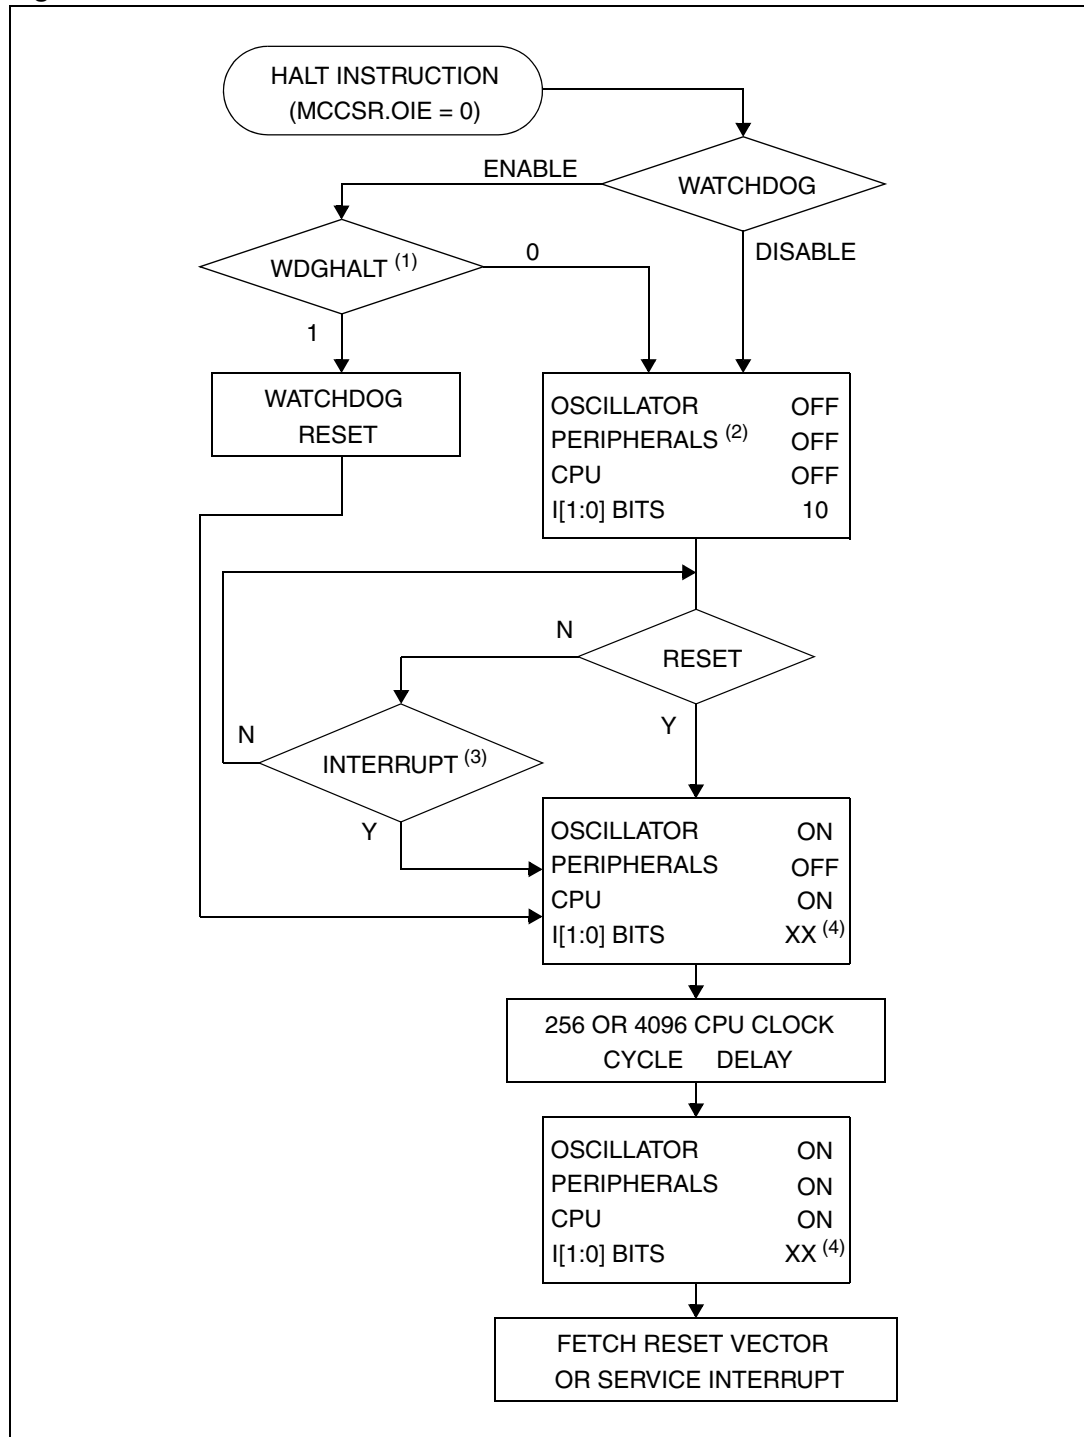 HALT INSTRUCTION
(MCCSR.OIE = 0)
ENABLE
WATCHDOG
WDGHALT (1)
0
DISABLE
1
WATCHDOG
RESET
OSCILLATOR OFF
PERIPHERALS (2) OFF
CPU OFF
I[1:0] BITS 10
N
RESET
Y
N
INTERRUPT (3)
Y
OSCILLATOR ON
PERIPHERALS OFF
CPU ON
I[1:0] BITS XX (4)
256 OR 4096 CPU CLOCK
CYCLE DELAY
OSCILLATOR ON
PERIPHERALS ON
CPU ON
I[1:0] BITS XX (4)
FETCH RESET VECTOR
OR SERVICE INTERRUPT